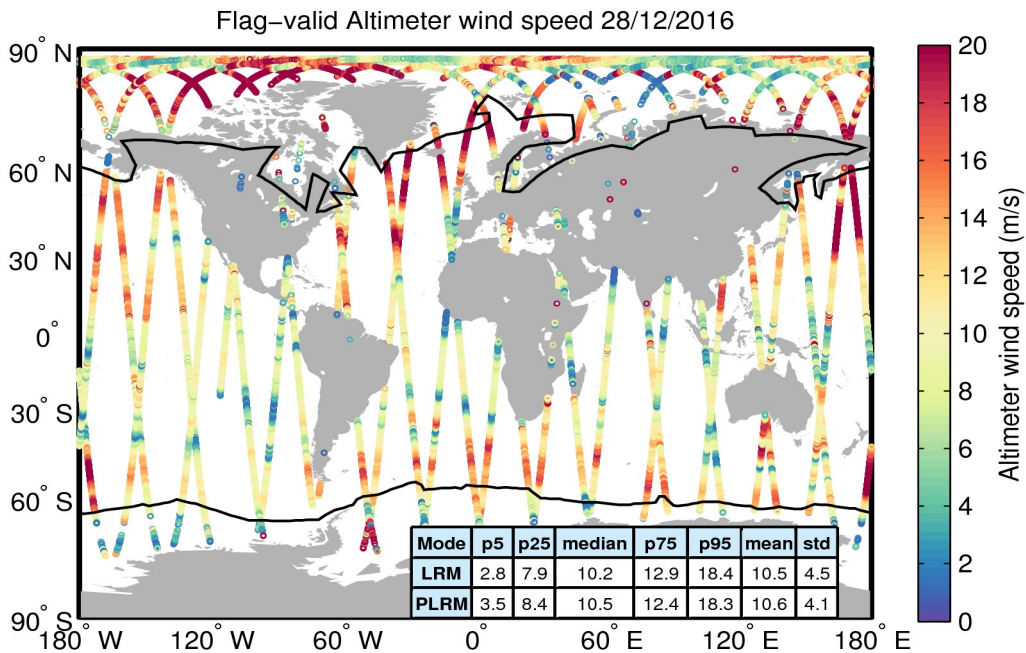 Flag−valid Altimeter wind speed 28/12/2016
90° N
60° N
30° N
0°
30° S
60° S
90° S
180° W
120° W
60° W
0°
60° E
120° E
180° E
Mode p5 p25 median p75 p95 mean std
LRM 2.8 7.9 10.2 12.9 18.4 10.5 4.5
PLRM 3.5 8.4 10.5 12.4 18.3 10.6 4.1
20
18
16
14
12
10
8
6
4
2
0
Altimeter wind speed (m/s)